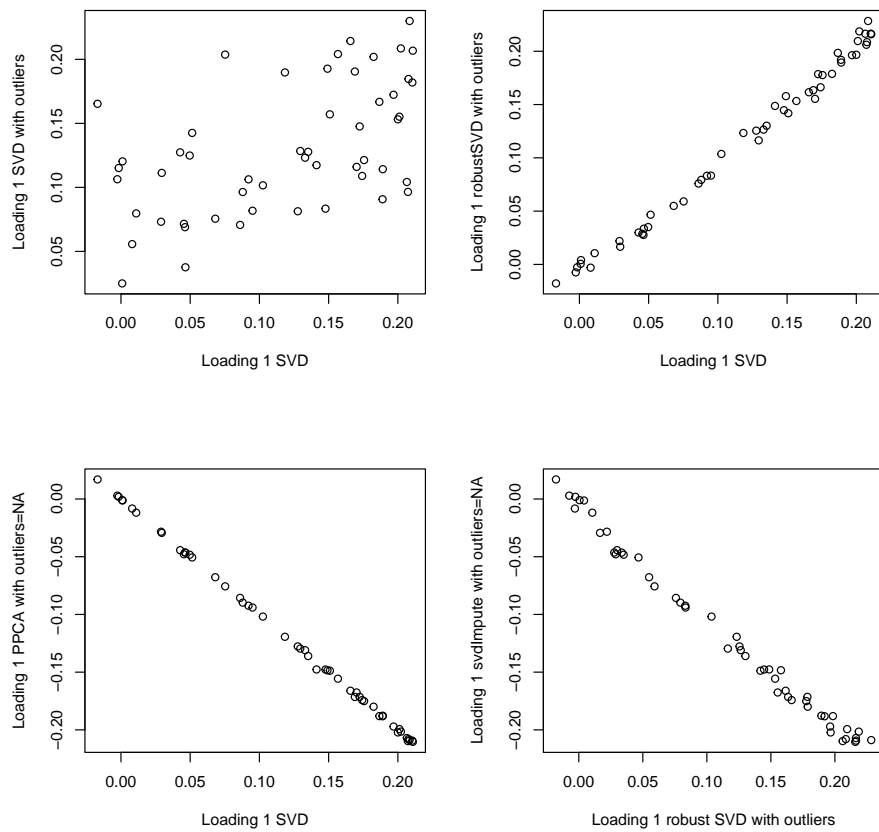 Loading 1 SVD with outliers
0.05 0.10 0.15 0.20
0.00 0.05 0.10 0.15 0.20
Loading 1 SVD
Loading 1 robustSVD with outliers
0.00 0.05 0.10 0.15 0.20
0.00 0.05 0.10 0.15 0.20
Loading 1 SVD
Loading 1 PPCA with outliers=NA
−0.20 −0.15 −0.10 −0.05 0.00
0.00 0.05 0.10 0.15 0.20
Loading 1 SVD
Loading 1 svdImpute with outliers=NA
−0.20 −0.15 −0.10 −0.05 0.00
0.00 0.05 0.10 0.15 0.20
Loading 1 robust SVD with outliers